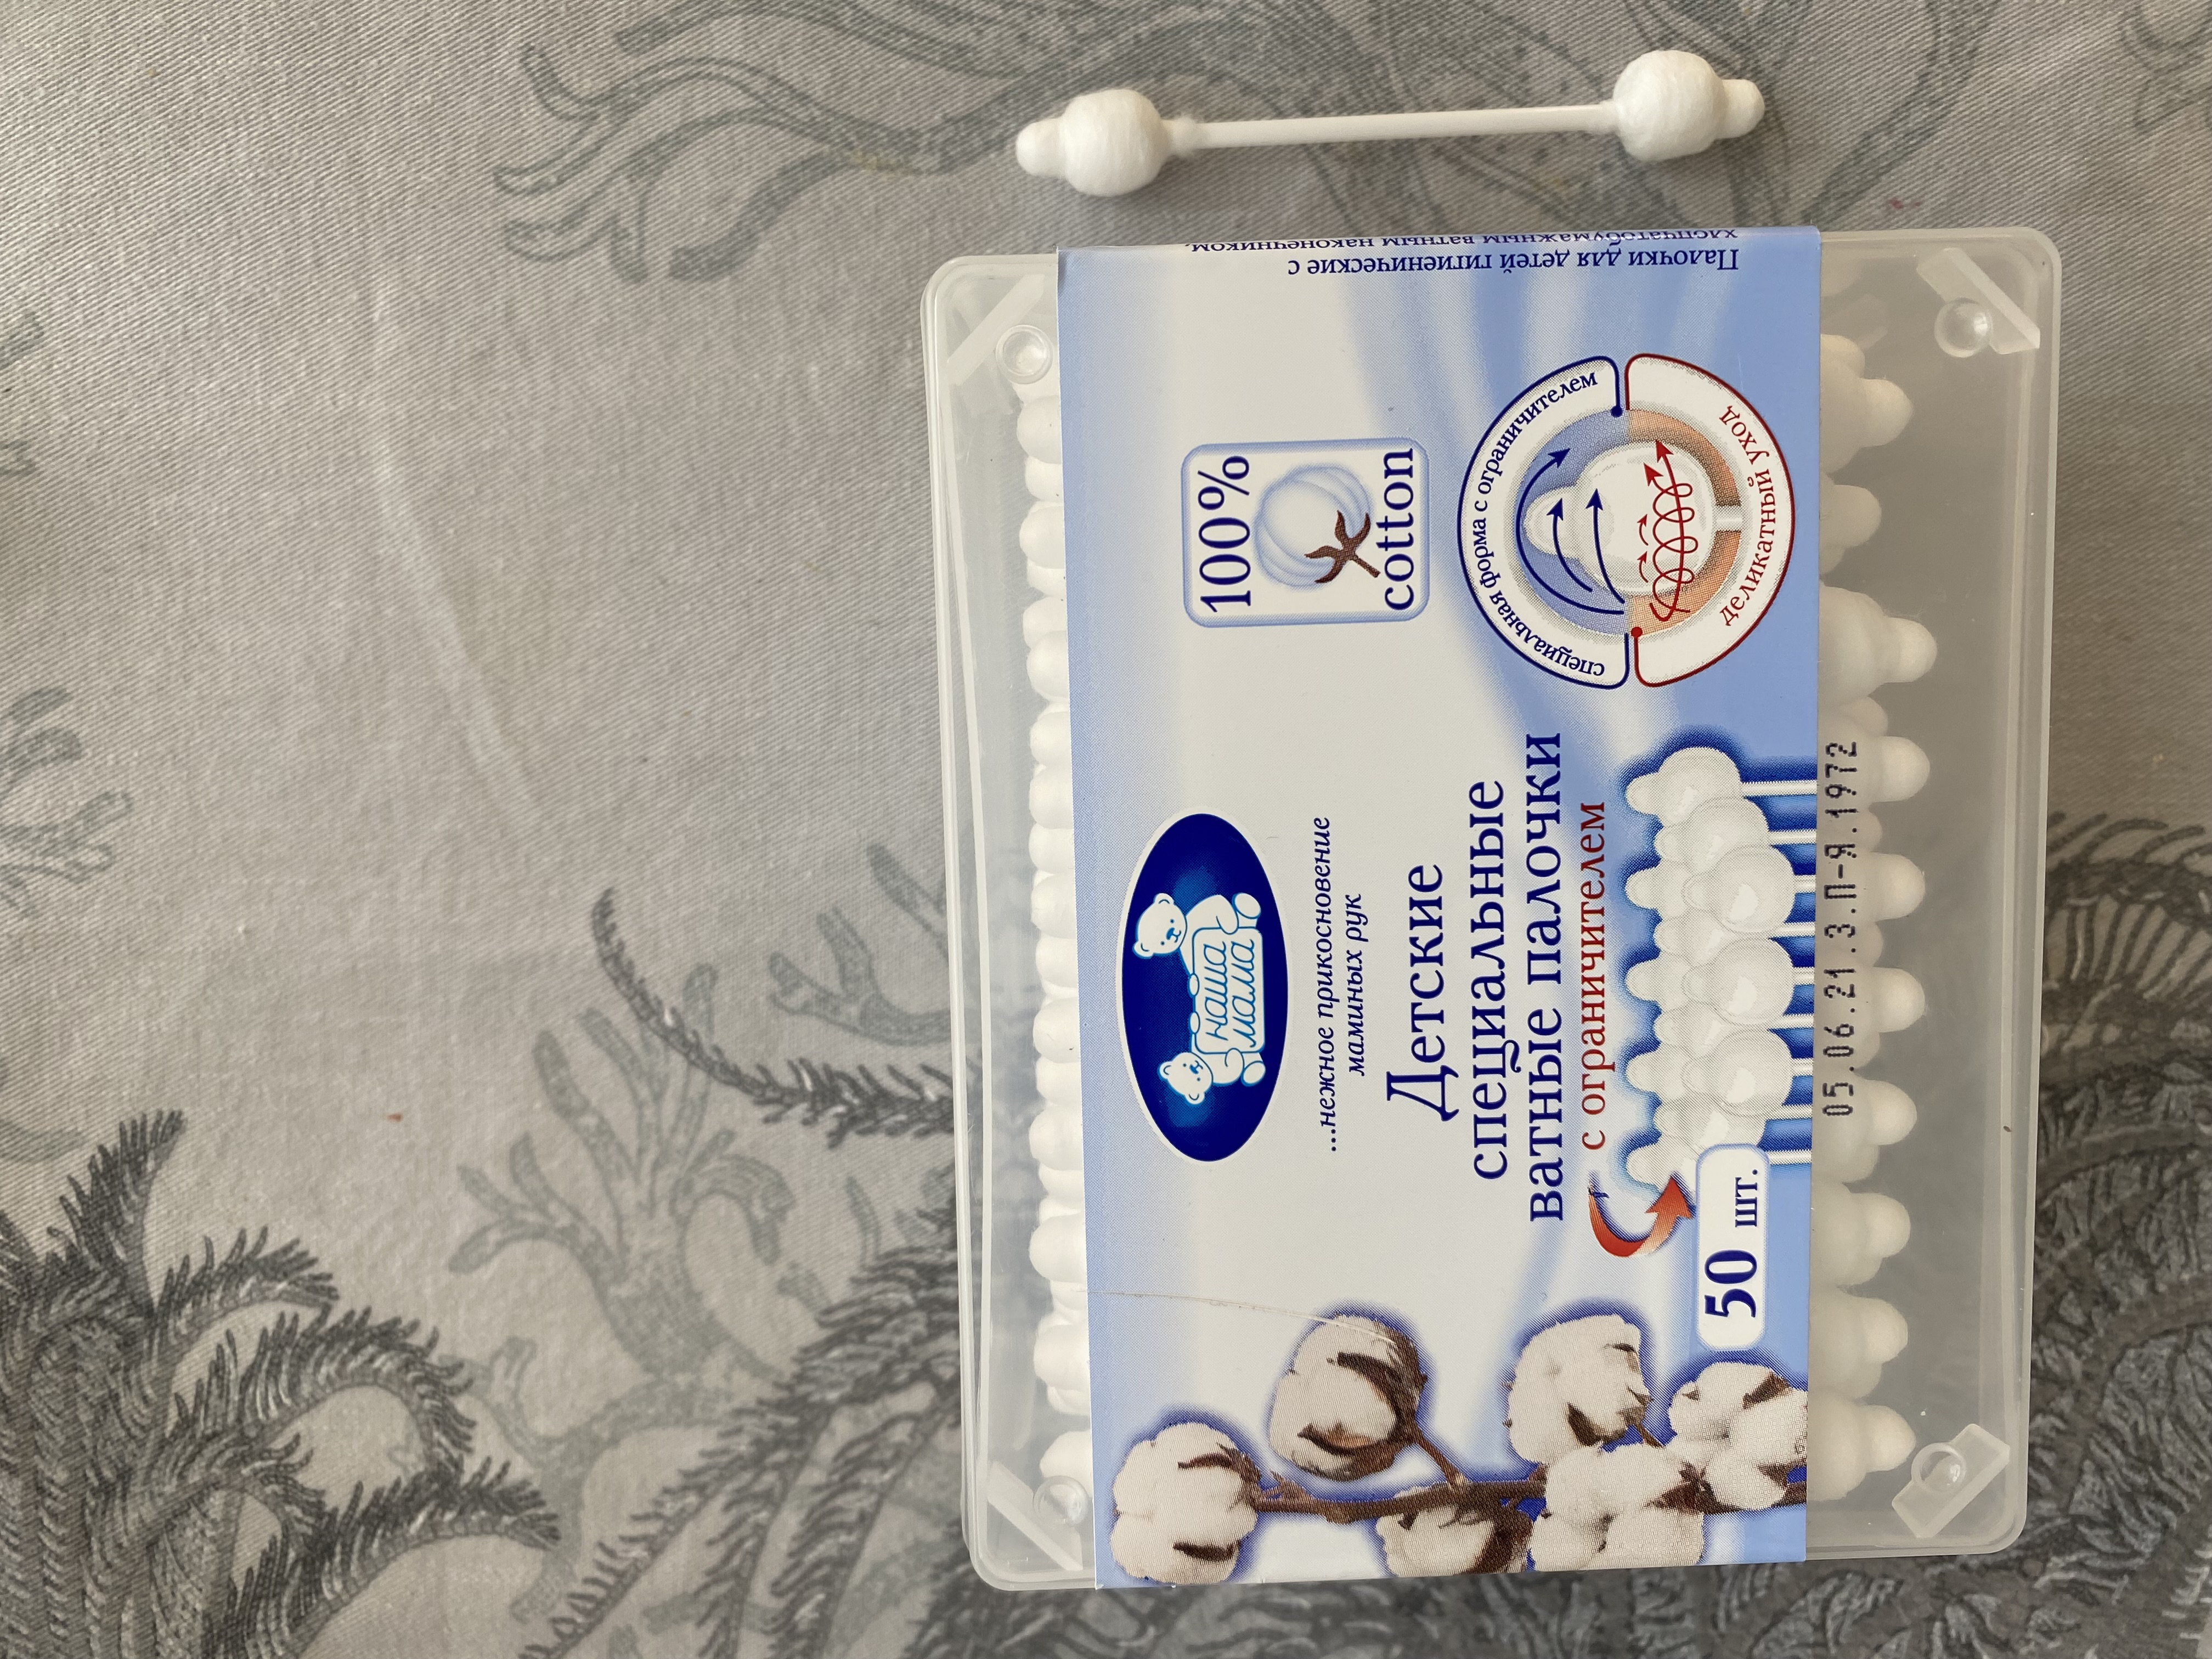 наша
мама
...нежное прикосновение
маминых рук
Детские
специальные
ватные палочки
с ограничителем
50 шт.
100%
cotton
специальная форма с ограничителем
деликатный уход
05.06.21.3.П-Я.1972
Палочки для детей гигиенические с
хлопчатобумажным ватным наконечником.